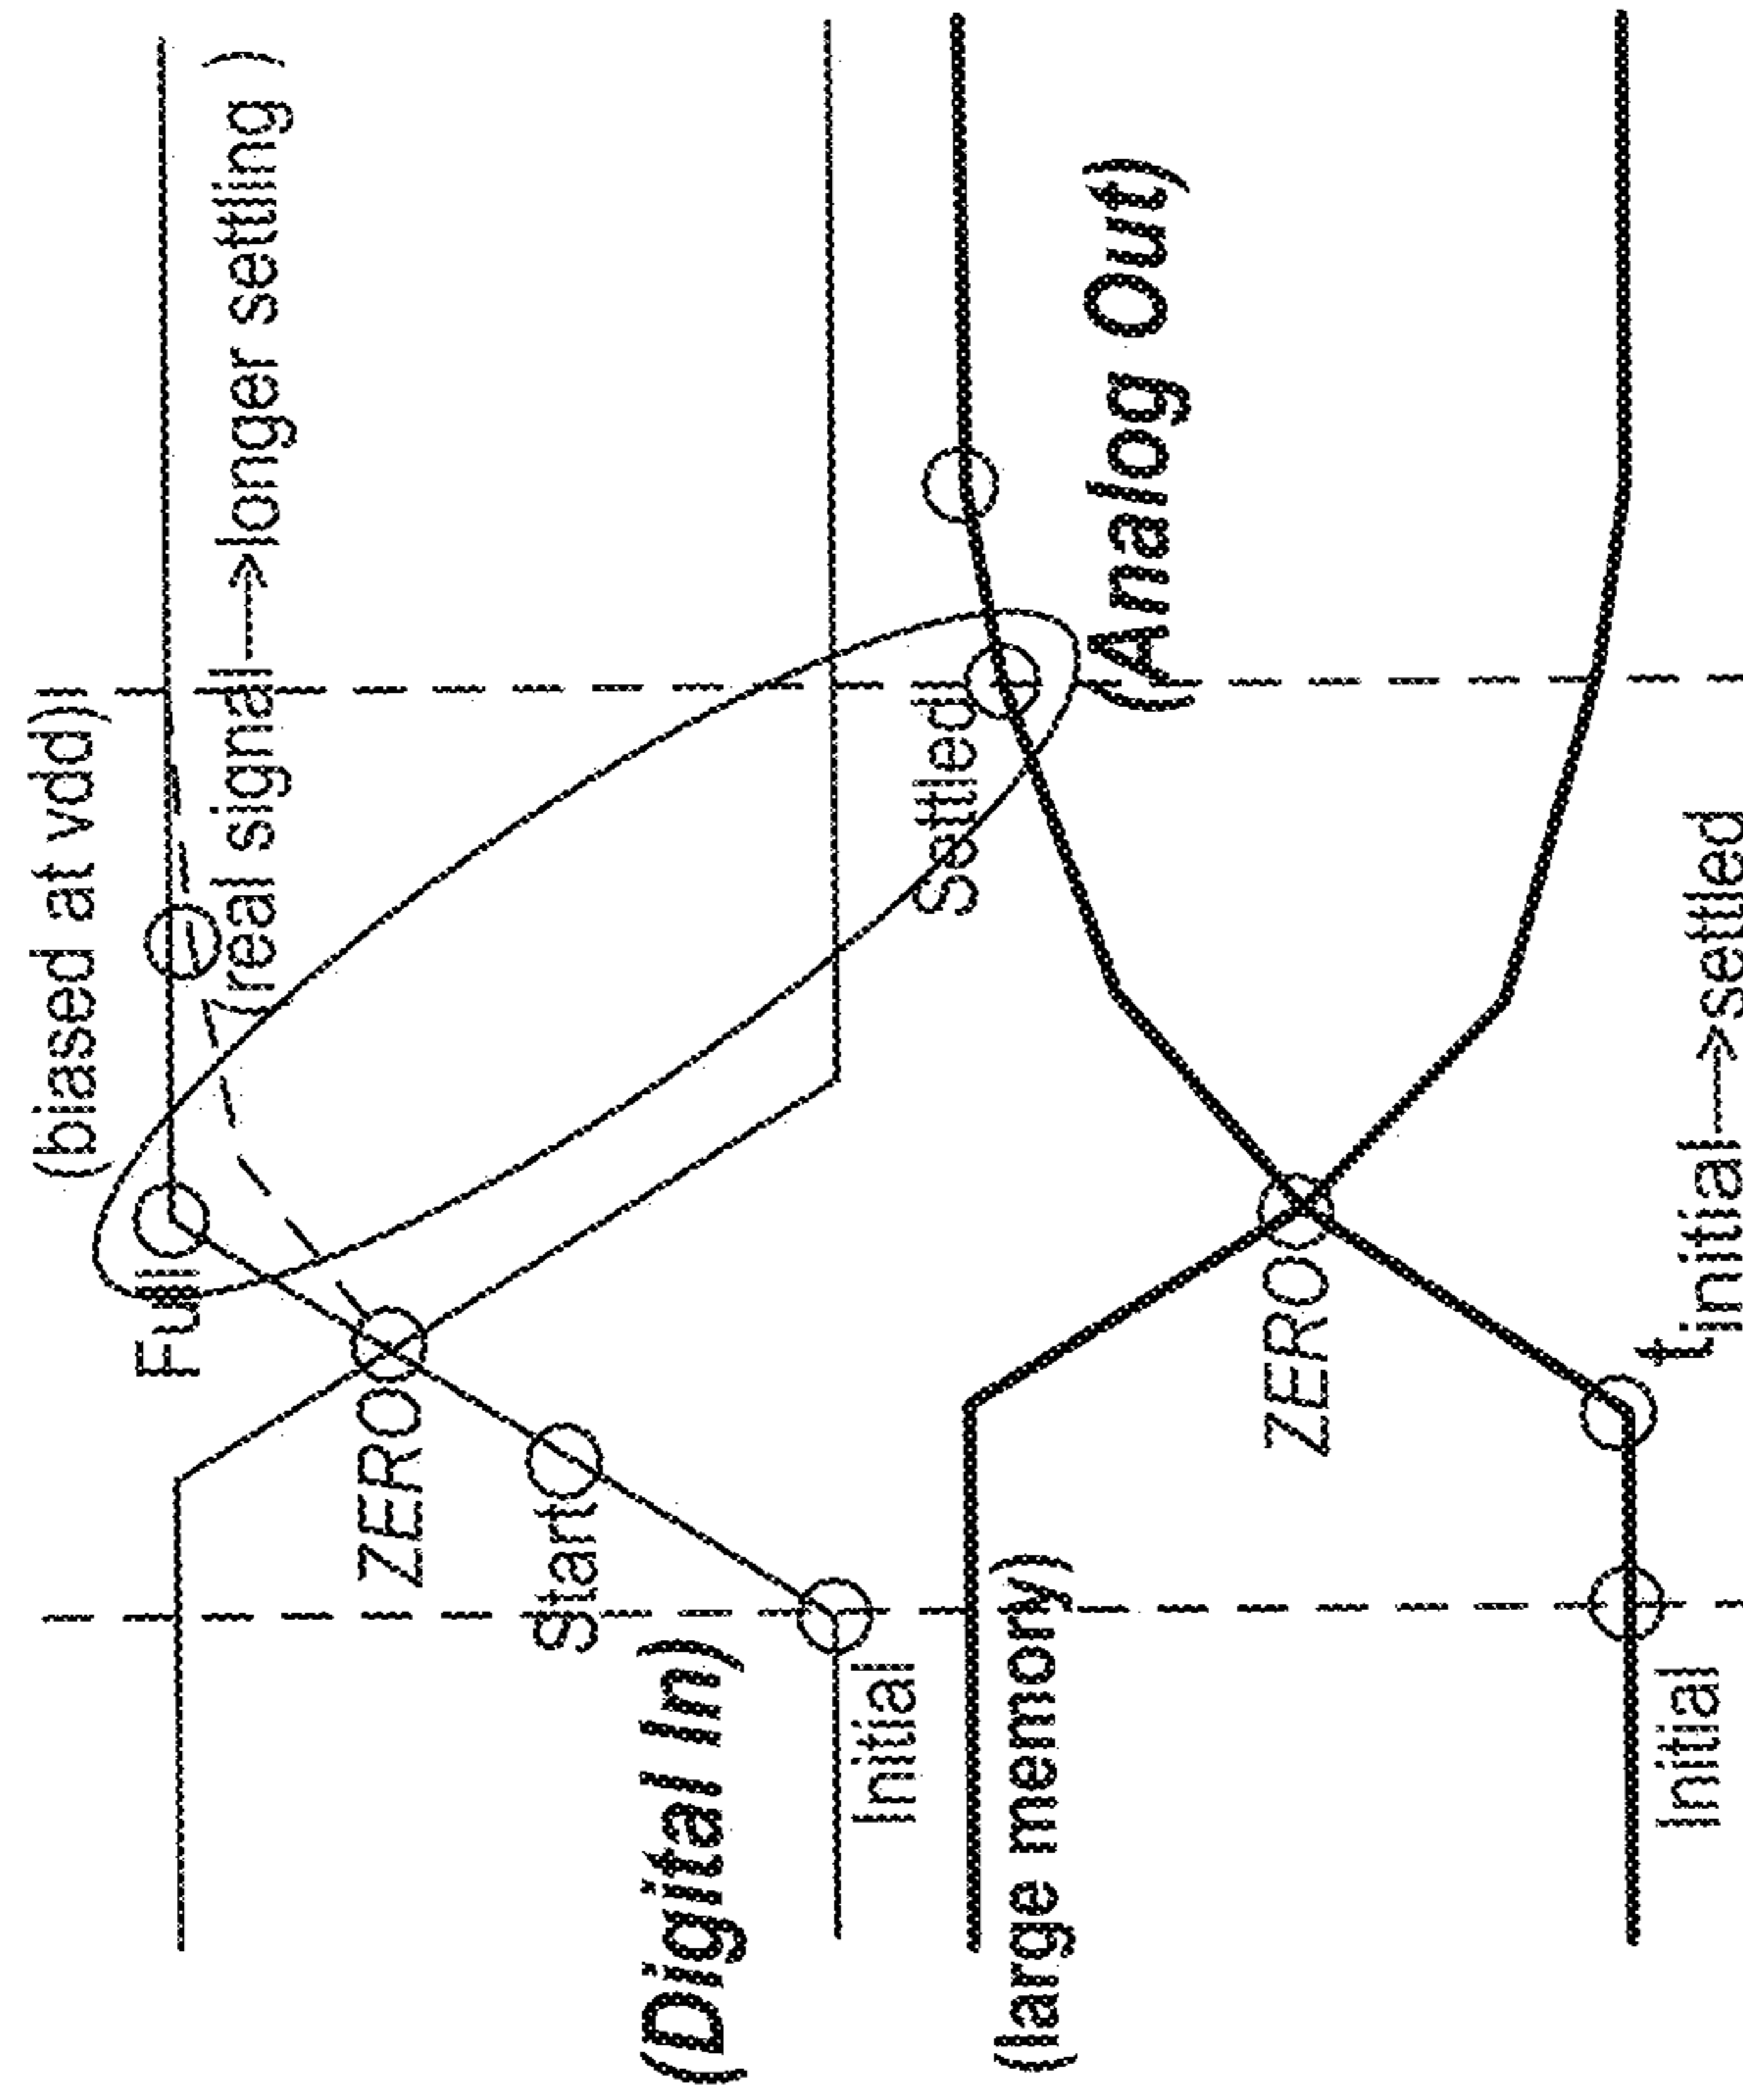 (biased at vdd)
Full
(real signal--->longer settling )
ZERO
Start
(Digital In)
Initial
Settled
(large memory)
(Analog Out)
ZERO
Initial
tinitial--->settled